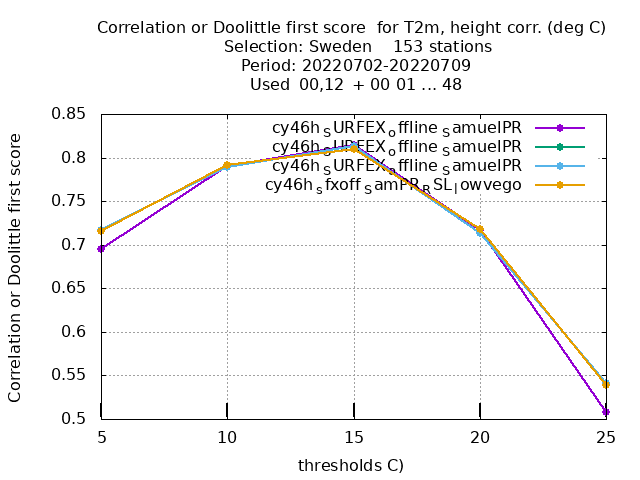 Correlation or Doolittle first score  for T2m, height corr. (deg C)
Selection: Sweden    153 stations
Period: 20220702-20220709
Used  00,12  + 00 01 ... 48
Correlation or Doolittle first score
0.85
0.8
0.75
0.7
0.65
0.6
0.55
0.5
cy46h_SURFEX_offline_SamuelPR
cy46h_SURFEX_offline_SamuelPR
cy46h_SURFEX_offline_SamuelPR
cy46h_sfxoff_SamPR_RSL_lowvego
5 10 15 20 25
thresholds C)